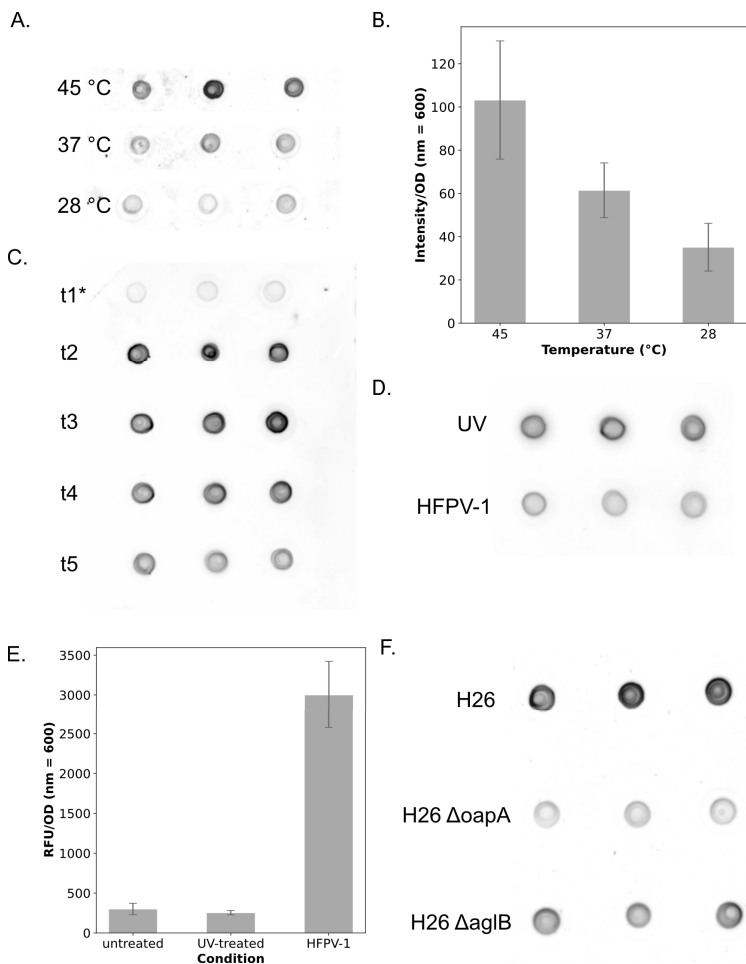 A.
45 °C
37 °C
28 °C
B.
Intensity/OD (nm = 600)
120
100
80
60
40
20
0
45
37
28
Temperature (°C)
C.
t1*
t2
t3
t4
t5
D.
UV
HFPV-1
E.
RFU/OD (nm = 600)
3500
3000
2500
2000
1500
1000
500
0
untreated
UV-treated
HFPV-1
Condition
F.
H26
H26 ΔoapA
H26 ΔaglB